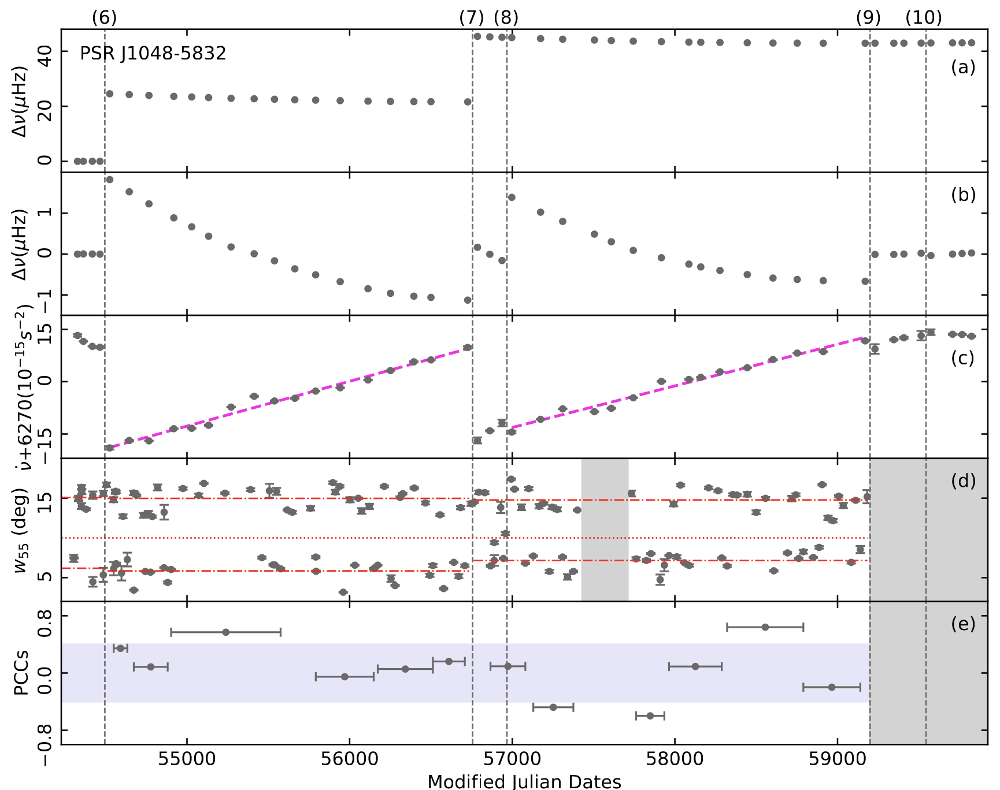 (6) (7) (8) (9) (10)
PSR J1048-5832
(a)
40
20
0
Δν(μHz)
(b)
1
0
−1
Δν(μHz)
(c)
15
0
−15
ν̇+6270(10⁻¹⁵s⁻²)
(d)
15
5
w₅₅ (deg)
(e)
0.8
0.0
−0.8
PCCs
55000 56000 57000 58000 59000
Modified Julian Dates